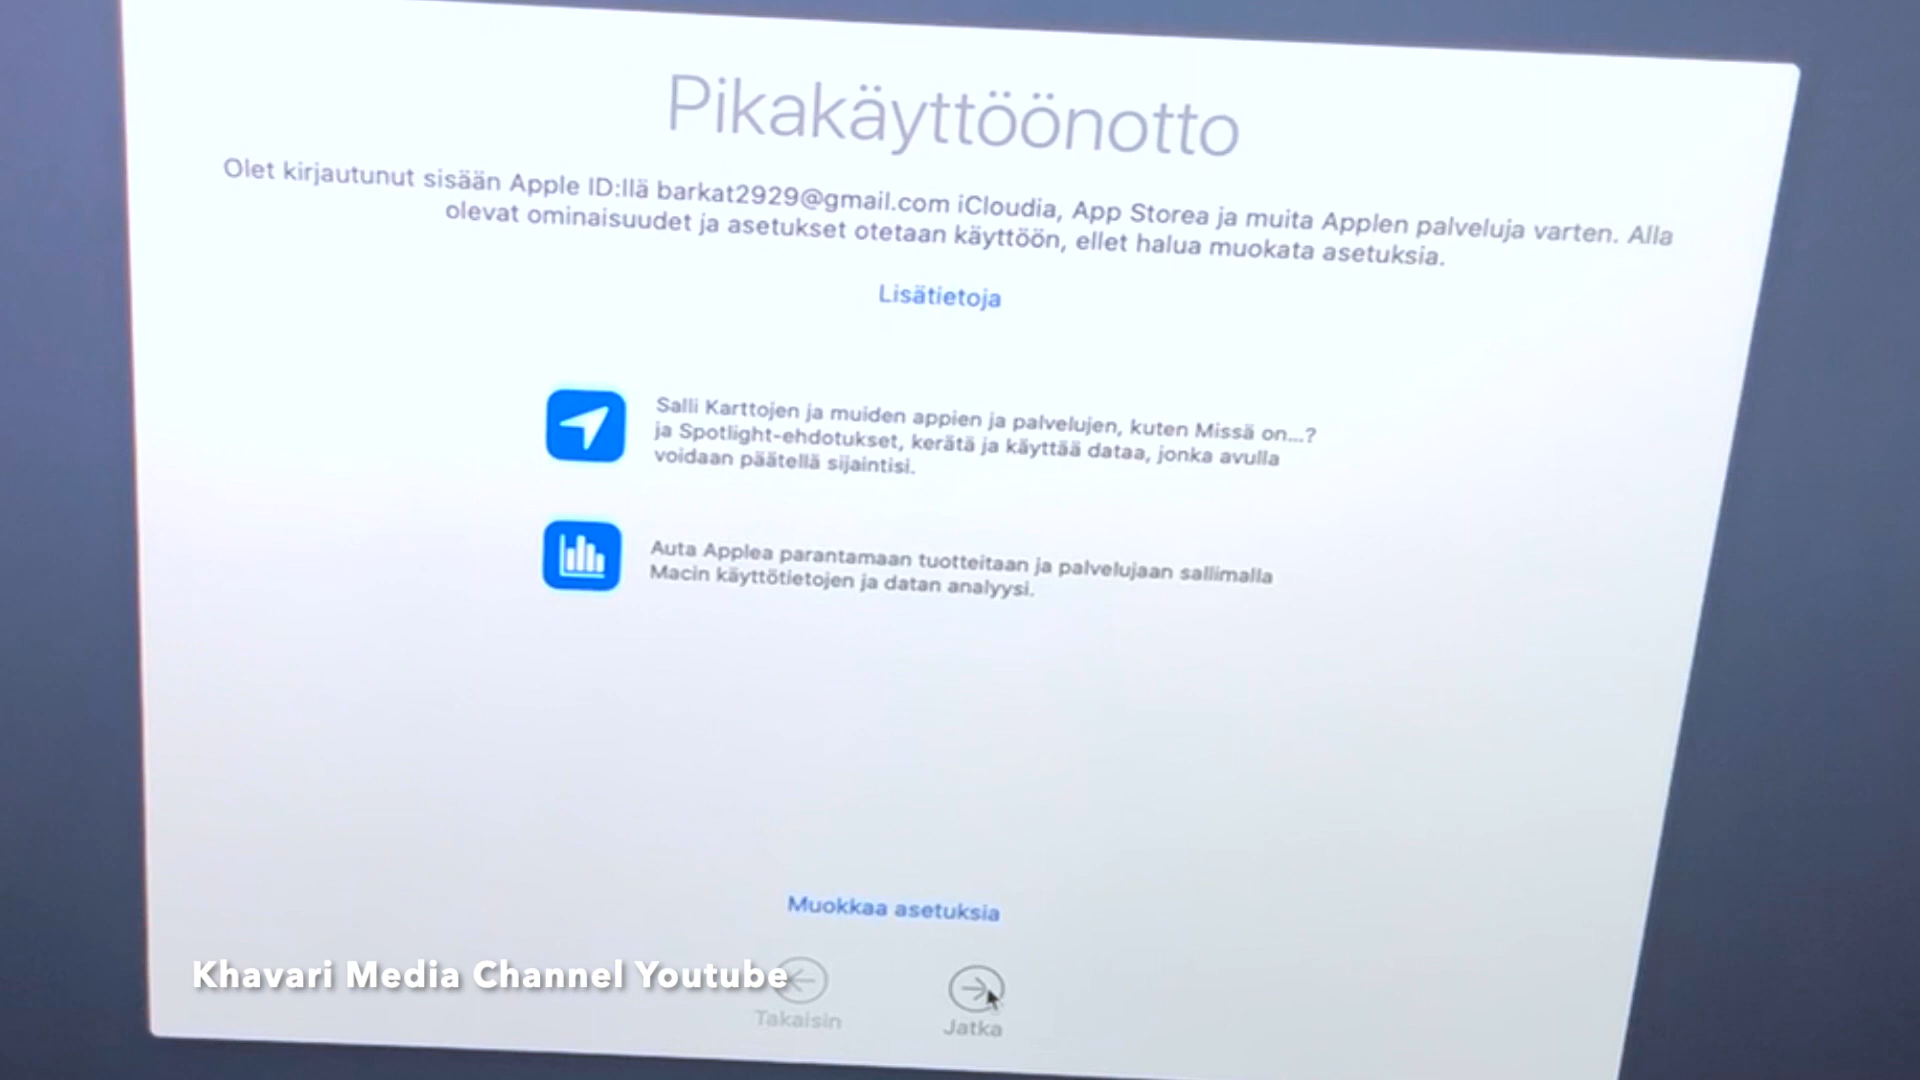 Pikakäyttöönotto
Olet kirjautunut sisään Apple ID:llä barkat2929@gmail.com iCloudia, App Storea ja muita Applen palveluja varten. Alla
olevat ominaisuudet ja asetukset otetaan käyttöön, ellet halua muokata asetuksia.
Lisätietoja
Salli Karttojen ja muiden appien ja palvelujen, kuten Missä on...?
ja Spotlight-ehdotukset, kerätä ja käyttää dataa, jonka avulla
voidaan päätellä sijaintisi.
Auta Applea parantamaan tuotteitaan ja palvelujaan sallimalla
Macin käyttötietojen ja datan analyysi.
Muokkaa asetuksia
Khavari Media Channel Youtube
Takaisin
Jatka